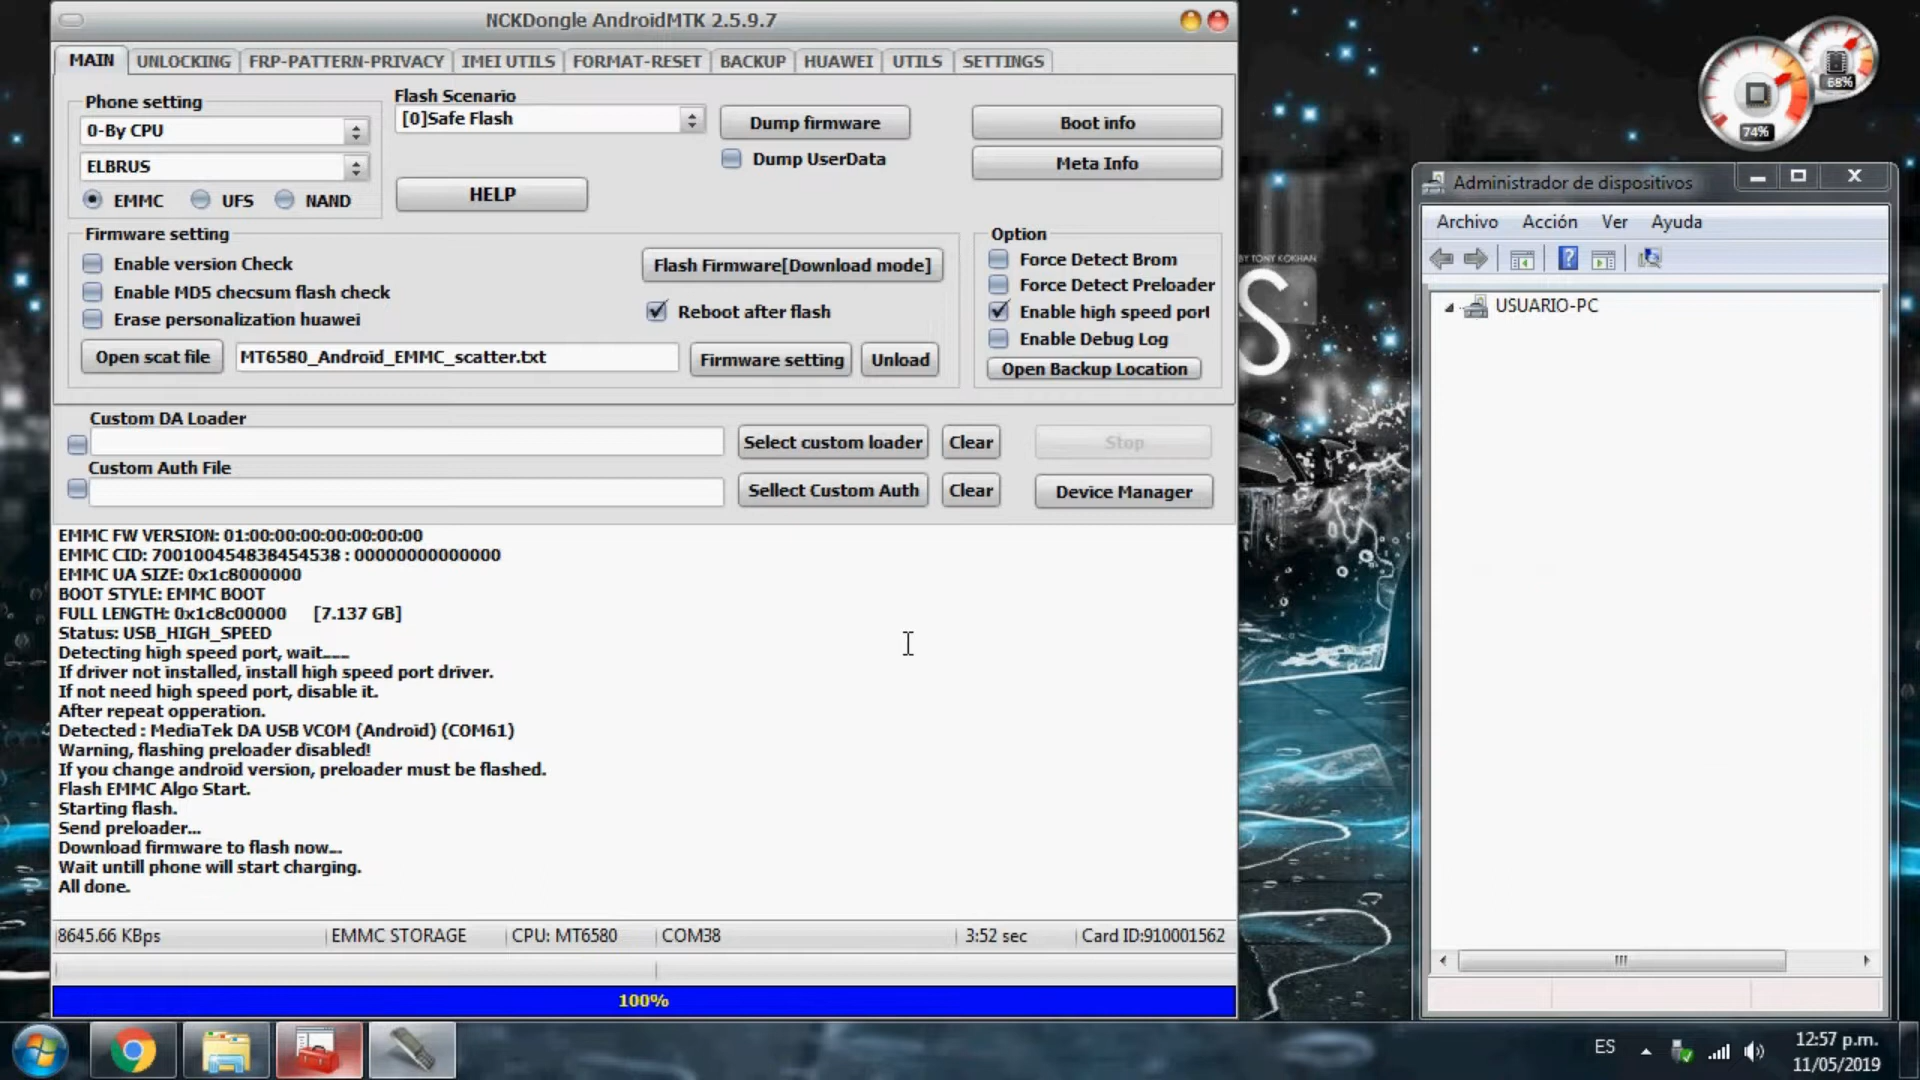 NCKDongle AndroidMTK 2.5.9.7
MAIN UNLOCKING FRP-PATTERN-PRIVACY IMEI UTILS FORMAT-RESET BACKUP HUAWEI UTILS SETTINGS
Phone setting
0-By CPU
ELBRUS
EMMC UFS NAND
Flash Scenario
[0]Safe Flash
HELP
Dump firmware
Dump UserData
Boot info
Meta Info
Firmware setting
Enable version Check
Enable MD5 checsum flash check
Erase personalization huawei
Flash Firmware[Download mode]
Reboot after flash
Open scat file
MT6580_Android_EMMC_scatter.txt
Firmware setting
Unload
Option
Force Detect Brom
Force Detect Preloader
Enable high speed port
Enable Debug Log
Open Backup Location
Custom DA Loader
Select custom loader
Clear
Stop
Custom Auth File
Sellect Custom Auth
Clear
Device Manager
EMMC FW VERSION: 01:00:00:00:00:00:00:00
EMMC CID: 700100454838454538 : 00000000000000
EMMC UA SIZE: 0x1c8000000
BOOT STYLE: EMMC BOOT
FULL LENGTH: 0x1c8c00000 [7.137 GB]
Status: USB_HIGH_SPEED
Detecting high speed port, wait.....
If driver not installed, install high speed port driver.
If not need high speed port, disable it.
After repeat opperation.
Detected : MediaTek DA USB VCOM (Android) (COM61)
Warning, flashing preloader disabled!
If you change android version, preloader must be flashed.
Flash EMMC Algo Start.
Starting flash.
Send preloader...
Download firmware to flash now...
Wait untill phone will start charging.
All done.
8645.66 KBps EMMC STORAGE CPU: MT6580 COM38 3:52 sec Card ID:910001562
100%
74%
68%
BY TONY KOKHAN
S
Administrador de dispositivos
Archivo Acción Ver Ayuda
USUARIO-PC
ES
12:57 p.m.
11/05/2019